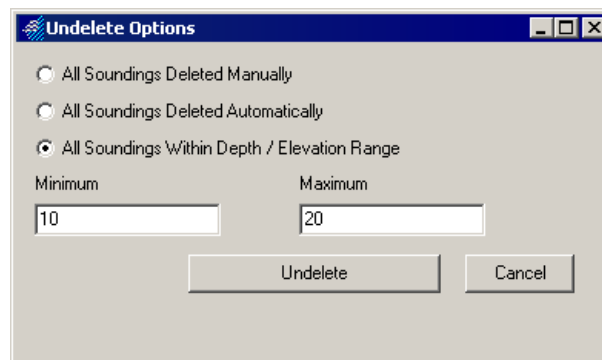 Undelete Options
All Soundings Deleted Manually
All Soundings Deleted Automatically
All Soundings Within Depth / Elevation Range
Minimum Maximum
10 20
Undelete Cancel